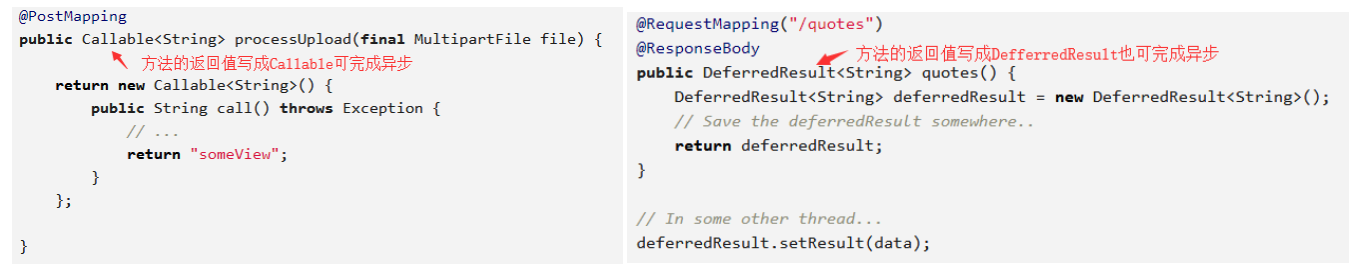 @PostMapping
public Callable<String> processUpload(final MultipartFile file) {
方法的返回值写成Callable可完成异步
return new Callable<String>() {
public String call() throws Exception {
// ...
return "someView";
}
};
}
@RequestMapping("/quotes")
@ResponseBody
方法的返回值写成DefferredResult也可完成异步
public DeferredResult<String> quotes() {
DeferredResult<String> deferredResult = new DeferredResult<String>();
// Save the deferredResult somewhere..
return deferredResult;
}
// In some other thread...
deferredResult.setResult(data);